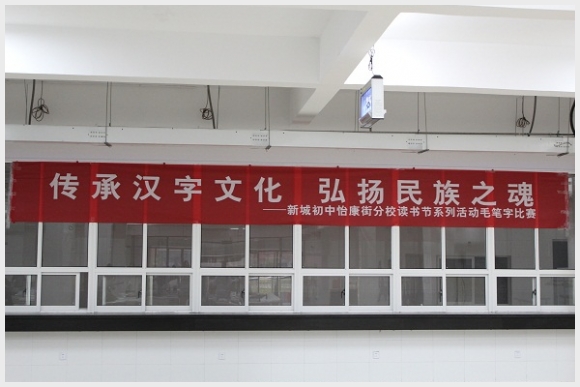 传承汉字文化 弘扬民族之魂
——新城初中怡康街分校读书节系列活动毛笔字比赛